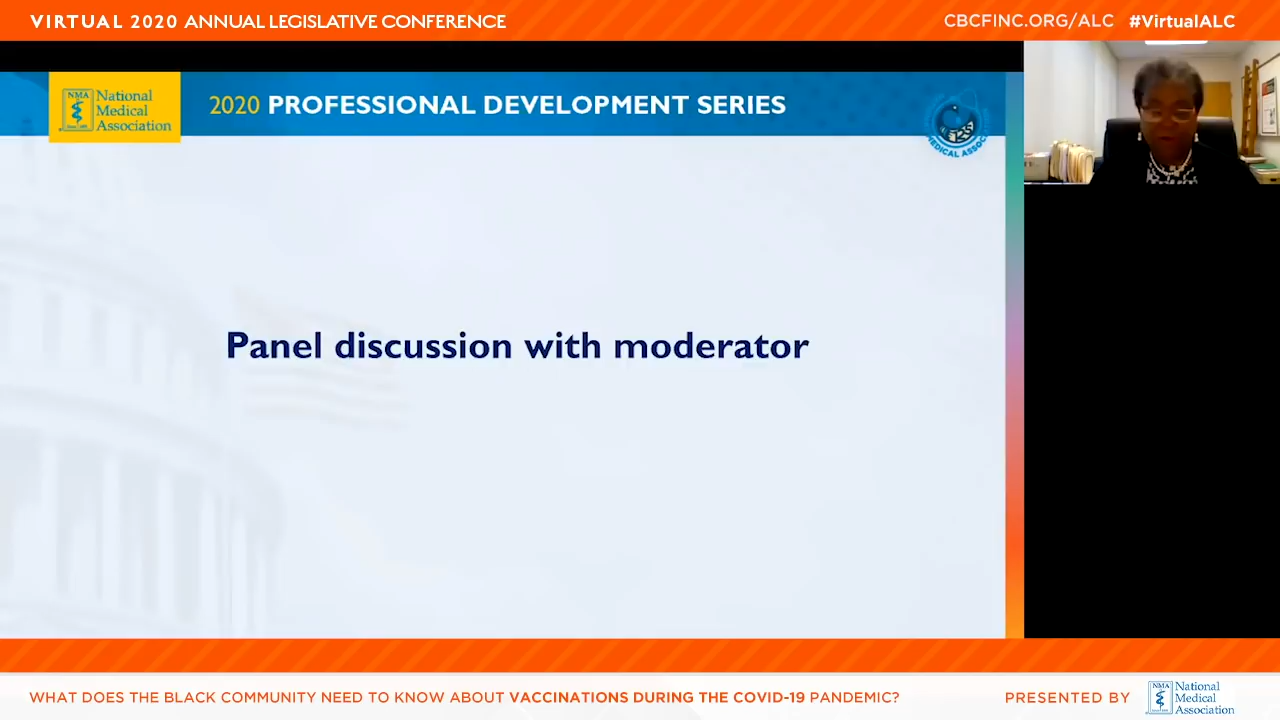 VIRTUAL 2020 ANNUAL LEGISLATIVE CONFERENCE
CBCFINC.ORG/ALC #VirtualALC
NMA
National
Medical
Association
2020 PROFESSIONAL DEVELOPMENT SERIES
Panel discussion with moderator
WHAT DOES THE BLACK COMMUNITY NEED TO KNOW ABOUT VACCINATIONS DURING THE COVID-19 PANDEMIC?
PRESENTED BY
NMA
National
Medical
Association